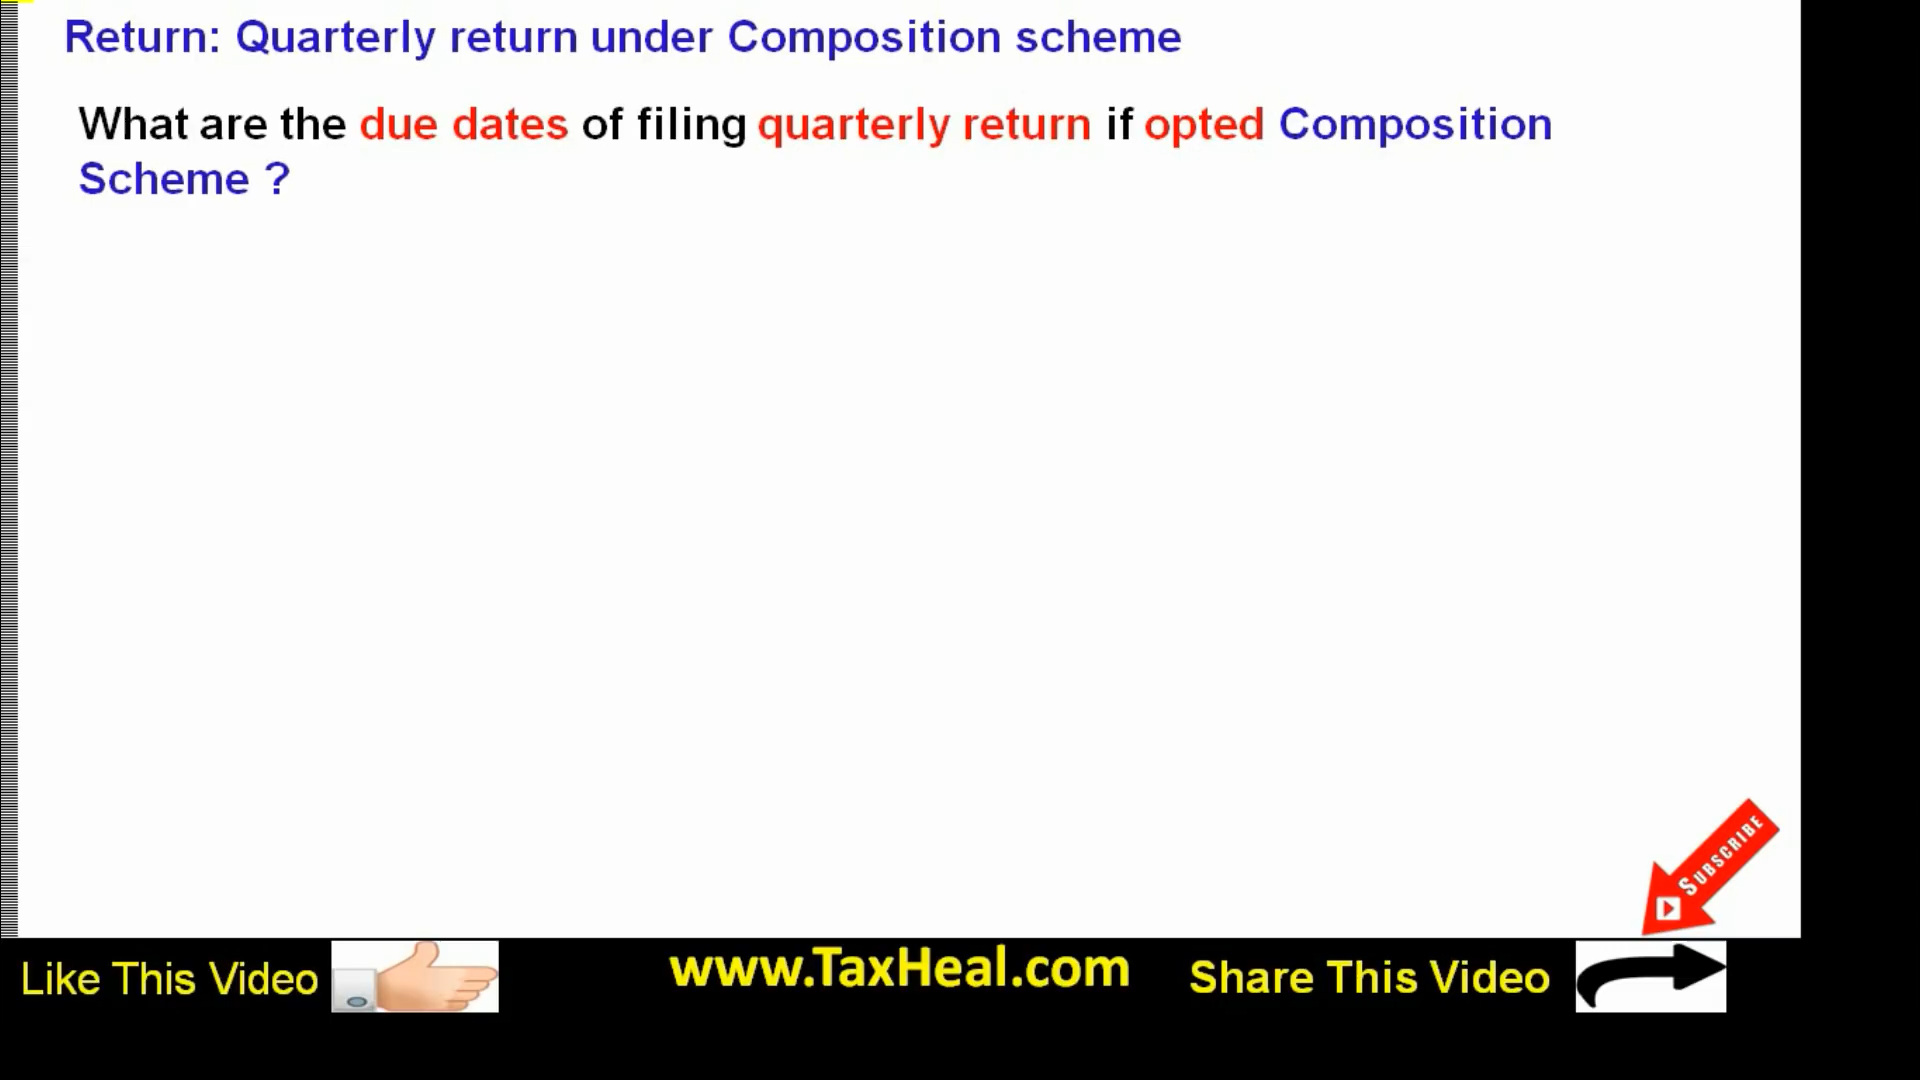 Return: Quarterly return under Composition scheme
What are the due dates of filing quarterly return if opted Composition
Scheme ?
SUBSCRIBE
Like This Video
www.TaxHeal.com
Share This Video